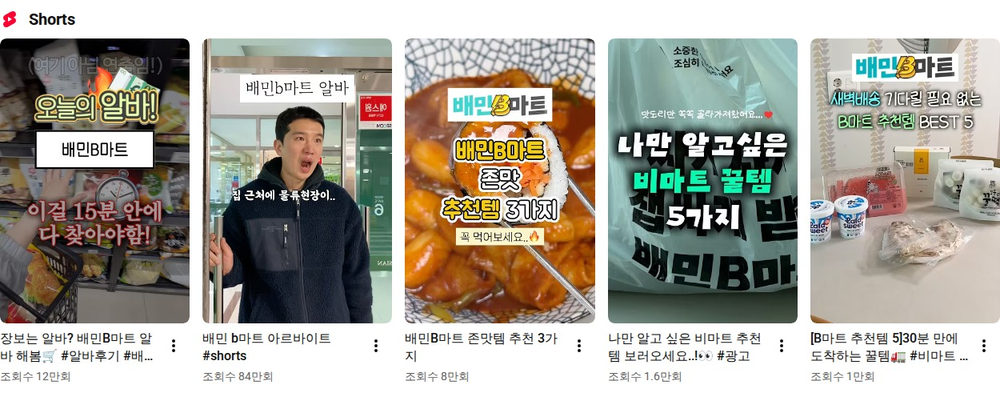 Shorts
(여기 아님 연출임!)
오늘의 알바!
배민B마트
이걸 15분 안에
다 찾아야함!
장보는 알바? 배민B마트 알
바 해봄🛒 #알바후기 #배...
조회수 12만회
배민b마트 알바
에스원
집 근처에 물류현장이..
배민 b마트 아르바이트
#shorts
조회수 84만회
배민B마트
배민B마트
존맛
추천템 3가지
꼭 먹어보세요..🔥
배민B마트 존맛템 추천 3가
지
조회수 8만회
소중한
조심히
맛도리만 쏙쏙 골라가져왔어요...❤️
나만 알고싶은
비마트 꿀템
5가지
배민B마
나만 알고 싶은 비마트 추천
템 보러오세요..!👀 #광고
조회수 1.6만회
배민B마트
새벽배송 기다릴 필요 없는
B마트 추천템 BEST 5
[B마트 추천템 5]30분 만에
도착하는 꿀템🚛 #비마트 ...
조회수 1만회